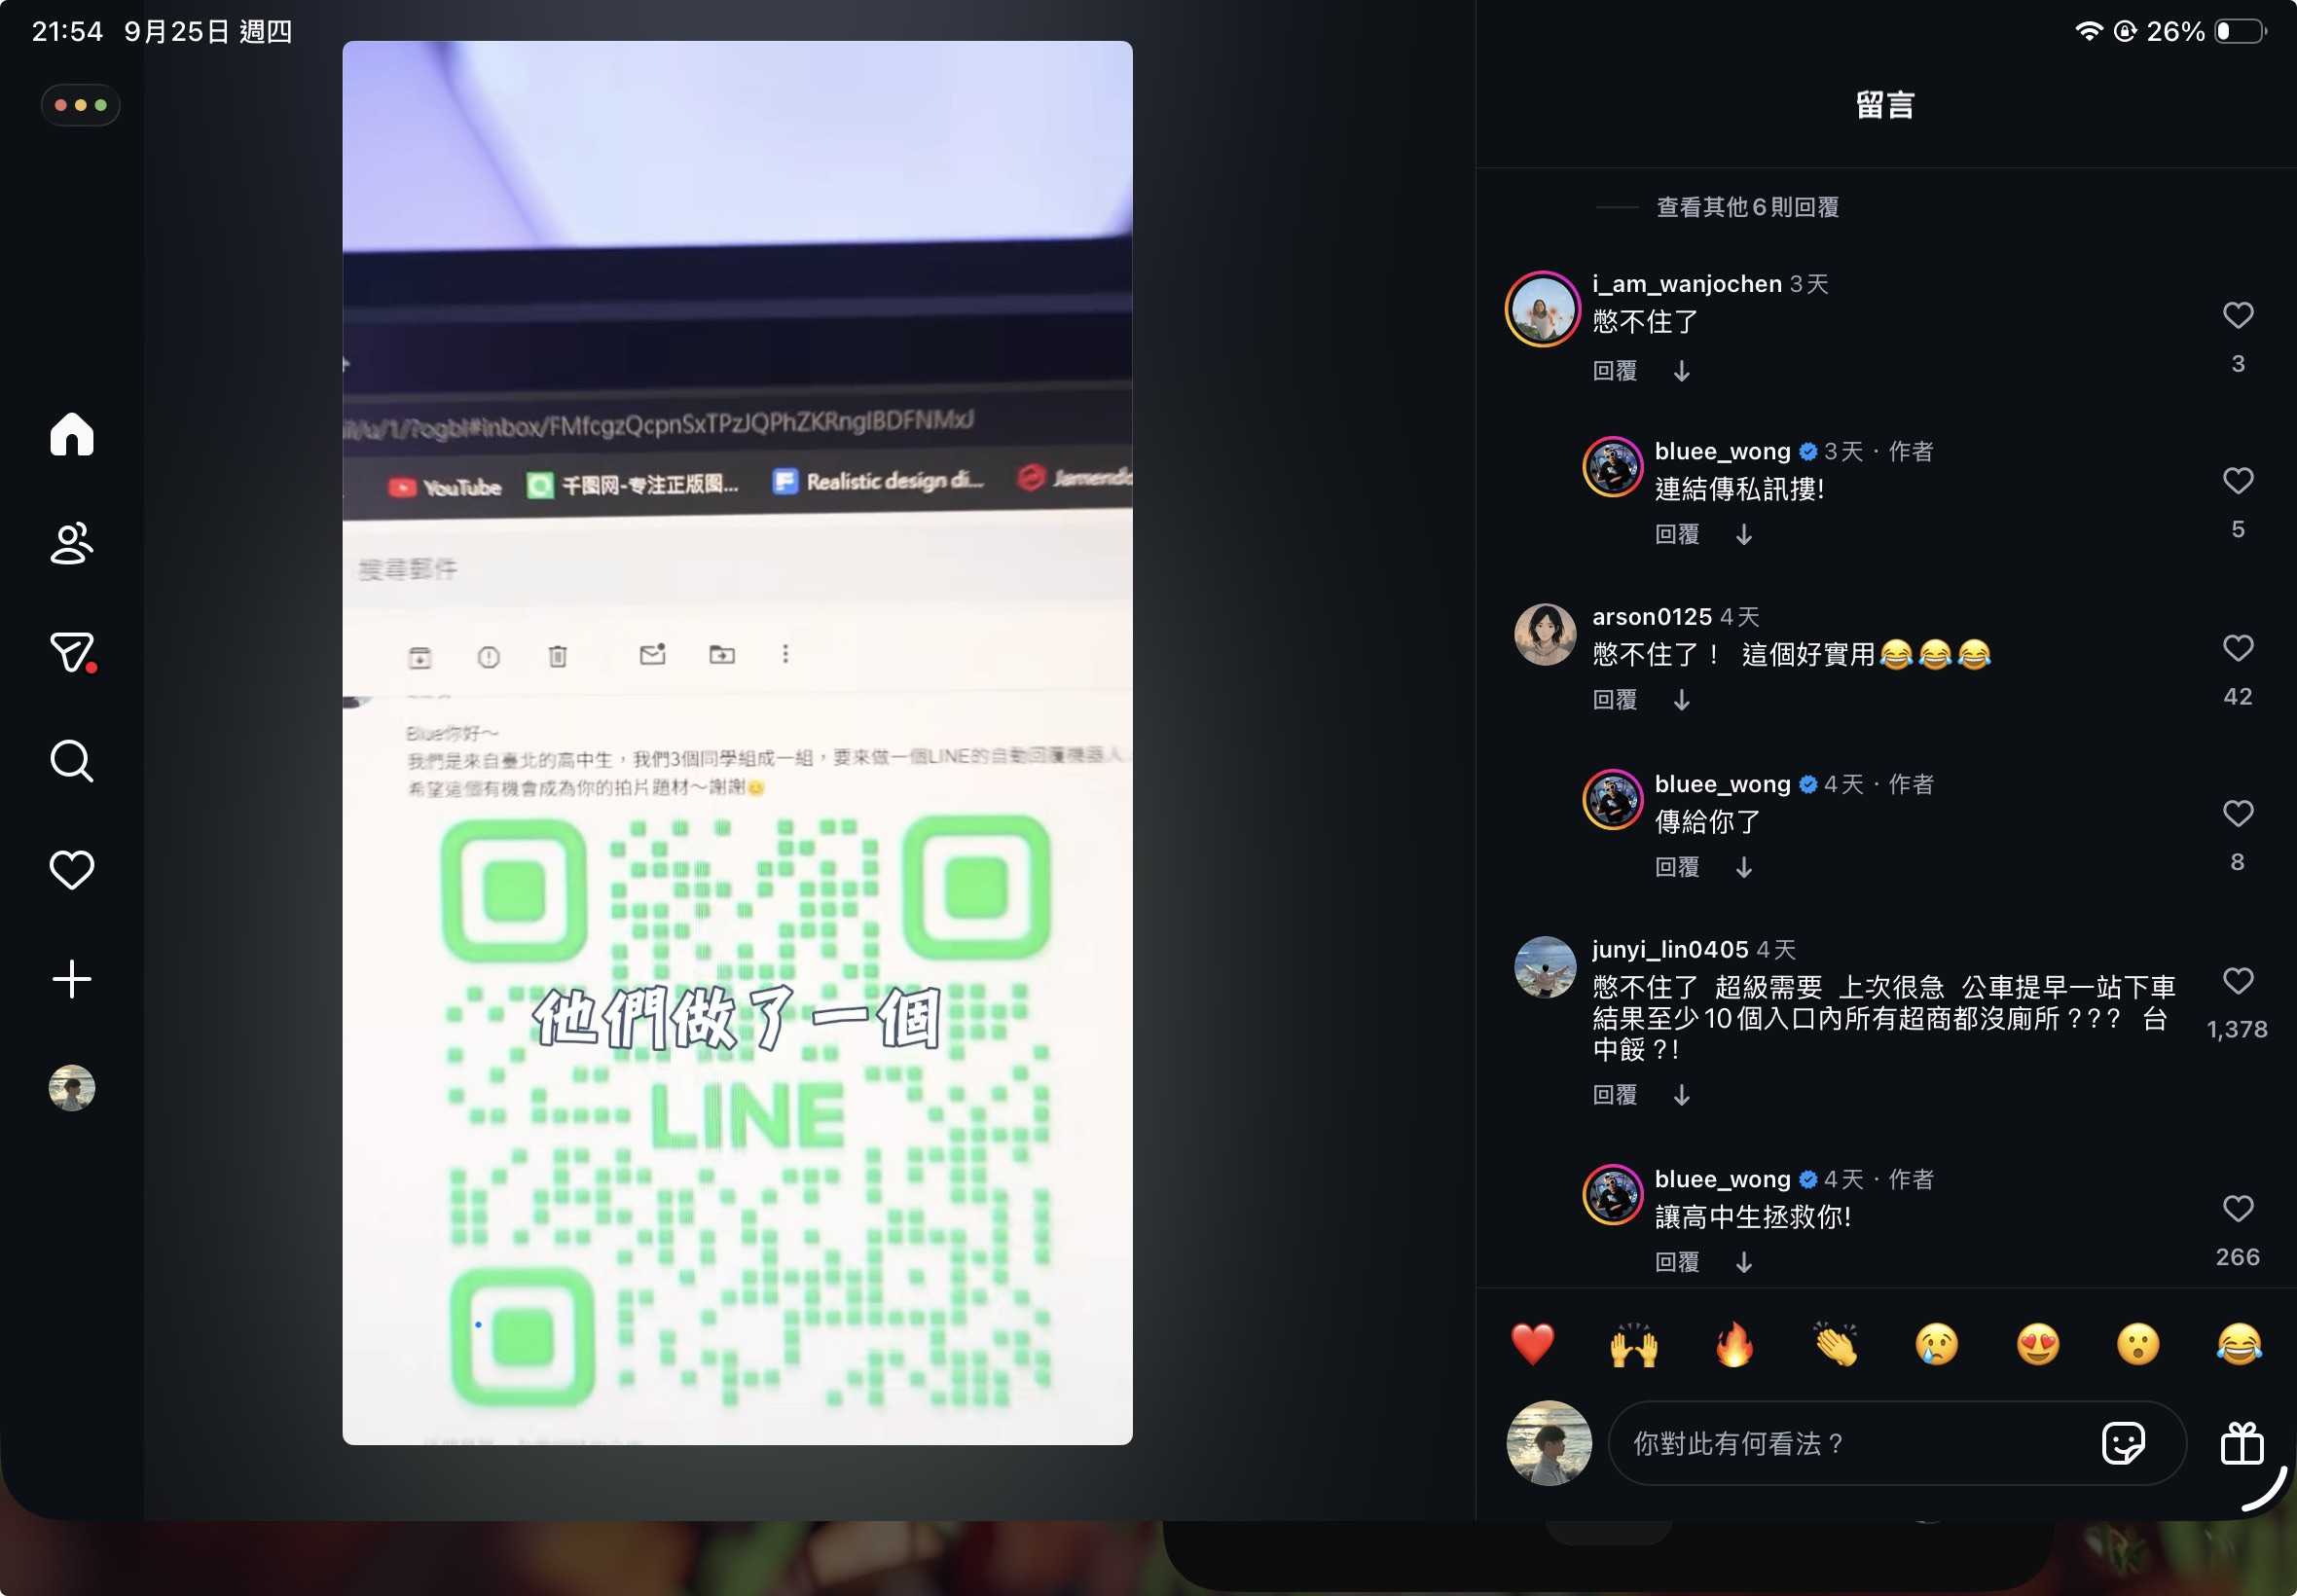 21:54 9月25日 週四
26%
YouTube
千图网-专注正版图...
Realistic design di...
Jamendo
搜尋郵件
Blue你好～
我們是來自臺北的高中生，我們3個同學組成一組，要來做一個LINE的自動回覆機器人
希望這個有機會成為你的拍片題材～謝謝😊
他們做了一個
LINE
留言
查看其他6則回覆
i_am_wanjochen 3天
憋不住了
回覆
3
bluee_wong 3天·作者
連結傳私訊摟!
回覆
5
arson0125 4天
憋不住了！ 這個好實用😂😂😂
回覆
42
bluee_wong 4天·作者
傳給你了
回覆
8
junyi_lin0405 4天
憋不住了 超級需要 上次很急 公車提早一站下車
結果至少10個入口內所有超商都沒廁所??? 台
中餒?!
回覆
1,378
bluee_wong 4天·作者
讓高中生拯救你!
回覆
266
❤️🙌🔥👏😢😍😮😂
你對此有何看法？